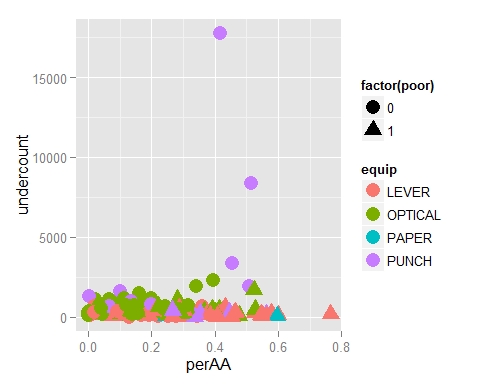 undercount
15000
10000
5000
0
0.0 0.2 0.4 0.6 0.8
perAA
factor(poor)
0
1
equip
LEVER
OPTICAL
PAPER
PUNCH